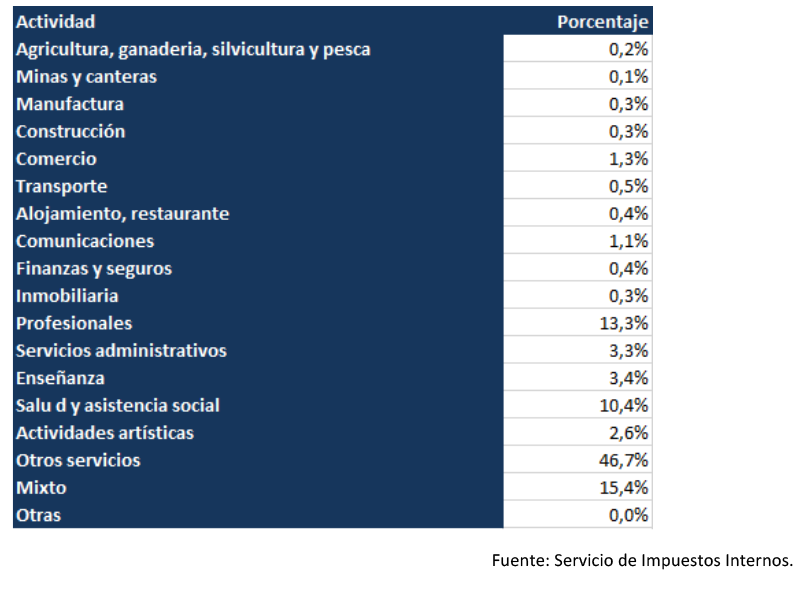 Actividad Porcentaje
Agricultura, ganaderia, silvicultura y pesca 0,2%
Minas y canteras 0,1%
Manufactura 0,3%
Construcción 0,3%
Comercio 1,3%
Transporte 0,5%
Alojamiento, restaurante 0,4%
Comunicaciones 1,1%
Finanzas y seguros 0,4%
Inmobiliaria 0,3%
Profesionales 13,3%
Servicios administrativos 3,3%
Enseñanza 3,4%
Salu d y asistencia social 10,4%
Actividades artísticas 2,6%
Otros servicios 46,7%
Mixto 15,4%
Otras 0,0%
Fuente: Servicio de Impuestos Internos.